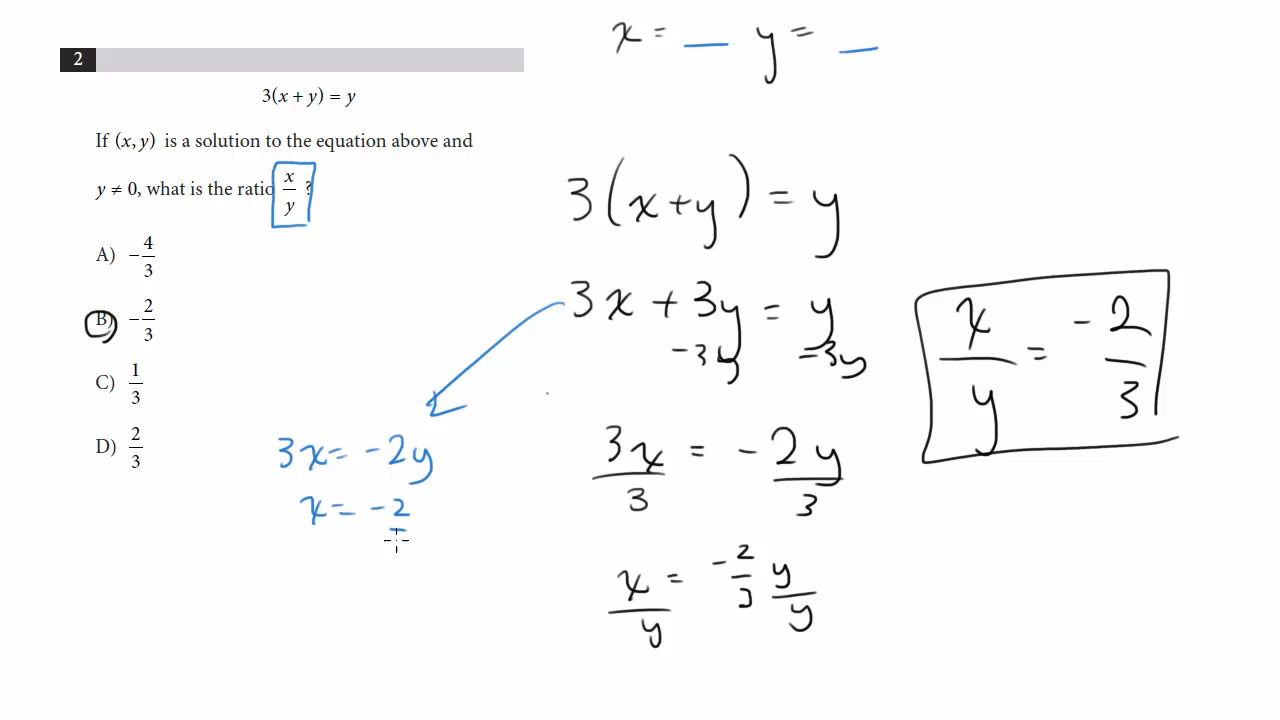 2
3(x + y) = y
If (x, y) is a solution to the equation above and
y ≠ 0, what is the ratio x/y ?
A) -4/3
B) -2/3
C) 1/3
D) 2/3
3x = -2y
x = -2
x = __ y = __
3(x+y) = y
3x + 3y = y
-3y =3y
3x/3 = -2y/3
x/y = -2/3 y/y
x/y = -2/3